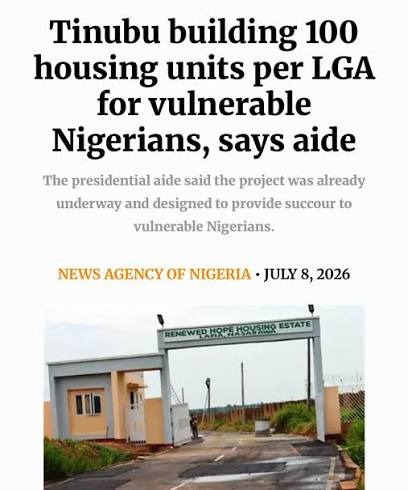 Tinubu building 100
housing units per LGA
for vulnerable
Nigerians, says aide
The presidential aide said the project was already
underway and designed to provide succour to
vulnerable Nigerians.
NEWS AGENCY OF NIGERIA • JULY 8, 2026
RENEWED HOPE HOUSING ESTATE
LAFIA, NASARAWA